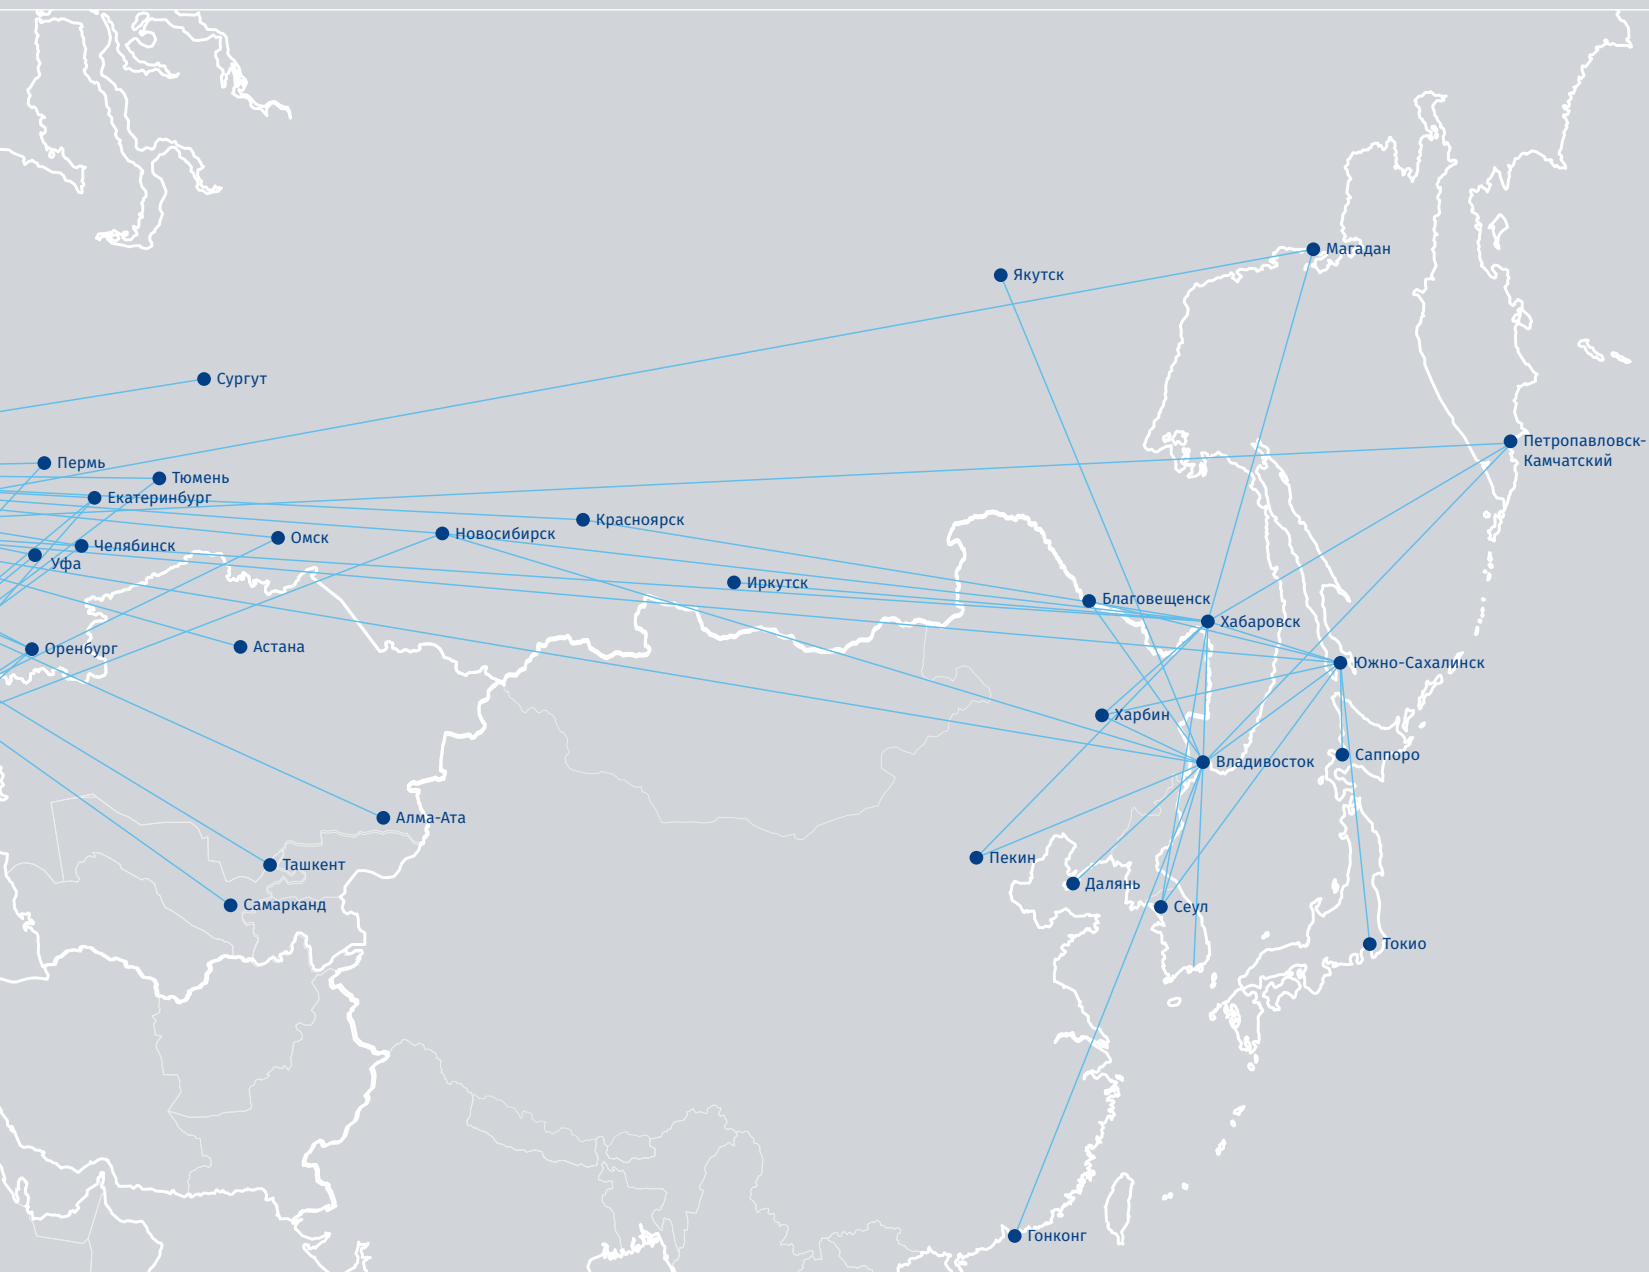 Магадан
Якутск
Сургут
Петропавловск-
Камчатский
Пермь
Тюмень
Екатеринбург
Красноярск
Новосибирск
Омск
Челябинск
Уфа
Иркутск
Благовещенск
Хабаровск
Оренбург
Астана
Южно-Сахалинск
Харбин
Саппоро
Владивосток
Алма-Ата
Пекин
Ташкент
Далянь
Самарканд
Сеул
Токио
Гонконг